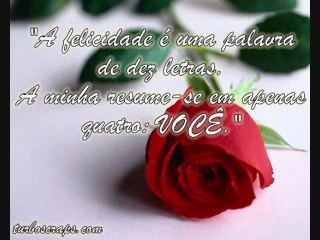 "A felicidade é uma palavra
de dez letras.
A minha resume-se em apenas
quatro: VOCÊ."
turboscraps.com